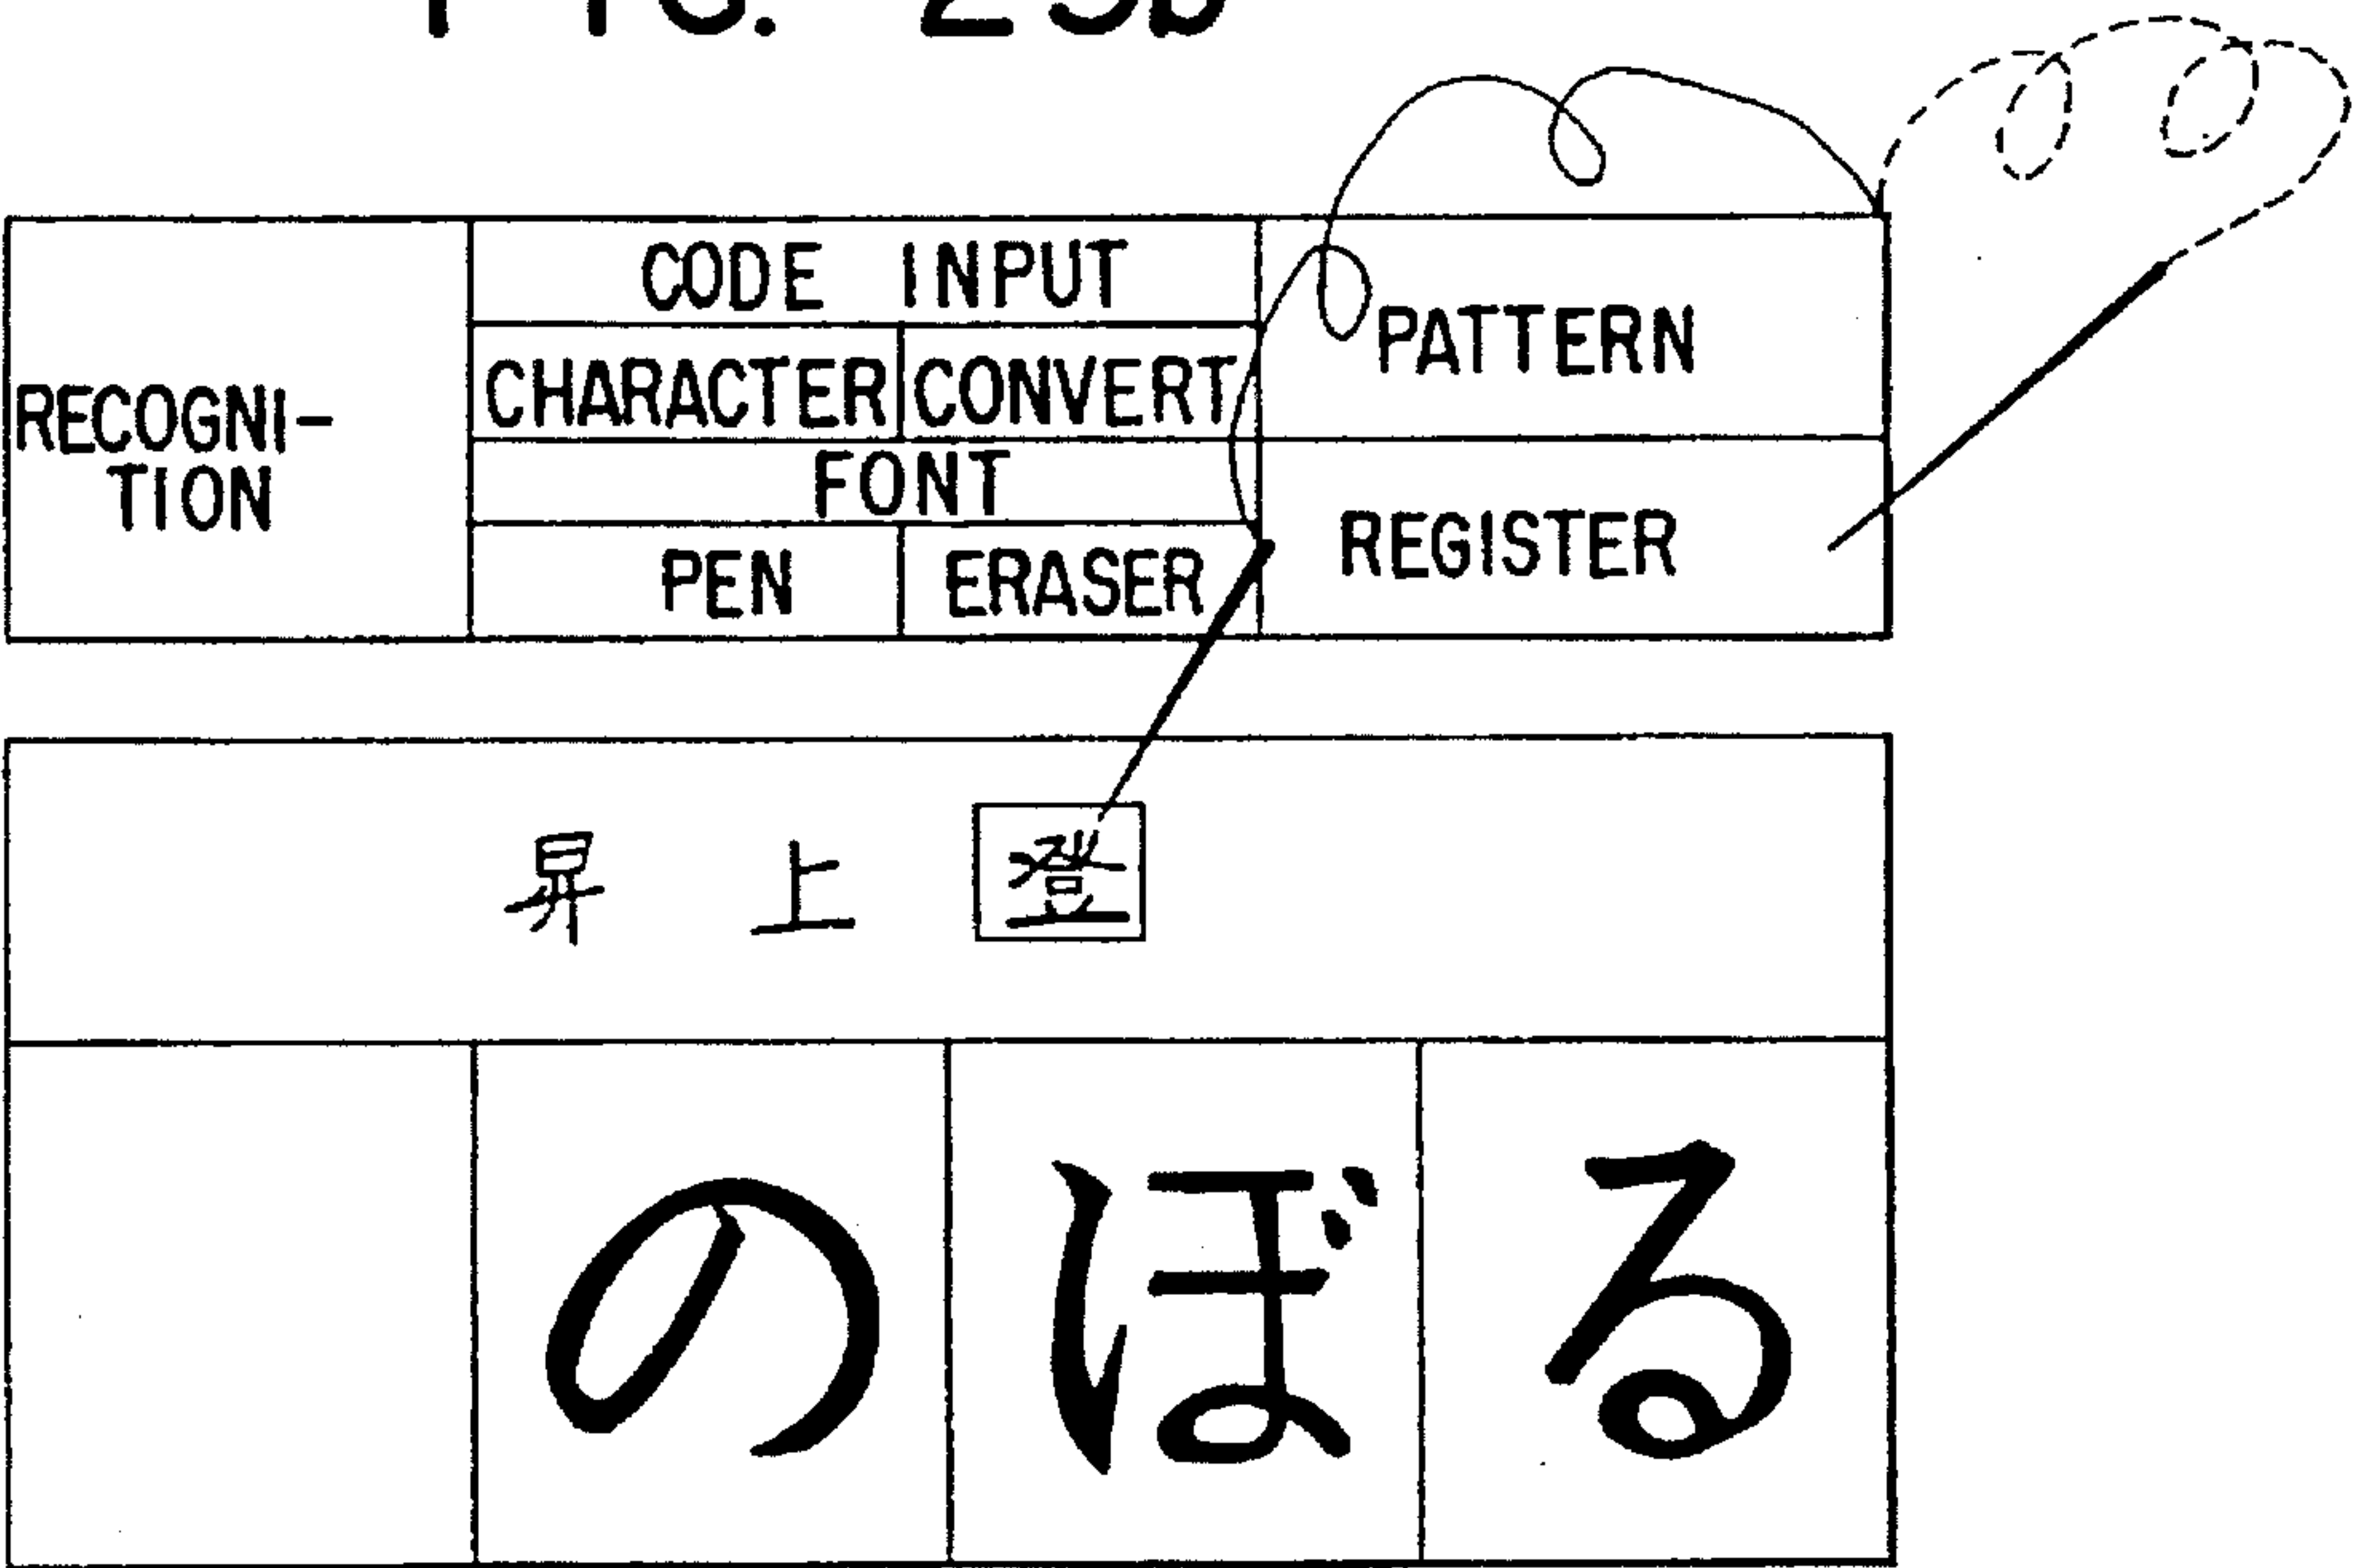 FIG. 23b
CODE INPUT
CHARACTER CONVERT
PATTERN
RECOGNI-
TION
FONT
REGISTER
PEN ERASER
昇 上 登
のぼる